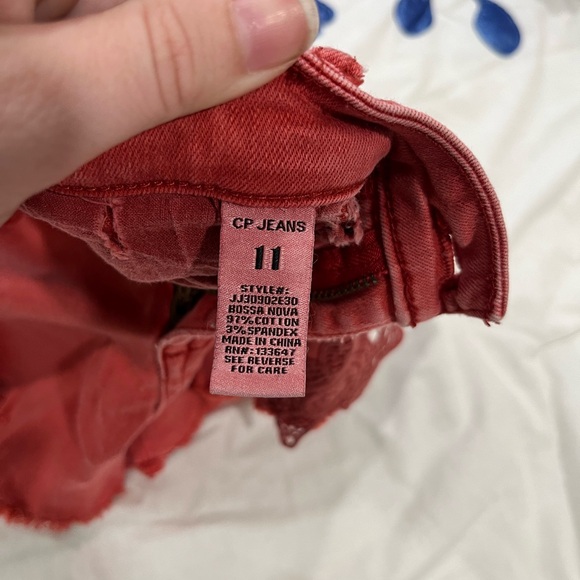 CP JEANS
11
STYLE#:
JJ30902E30
BOSSA NOVA
97% COTTON
3% SPANDEX
MADE IN CHINA
RN#: 133647
SEE REVERSE
FOR CARE